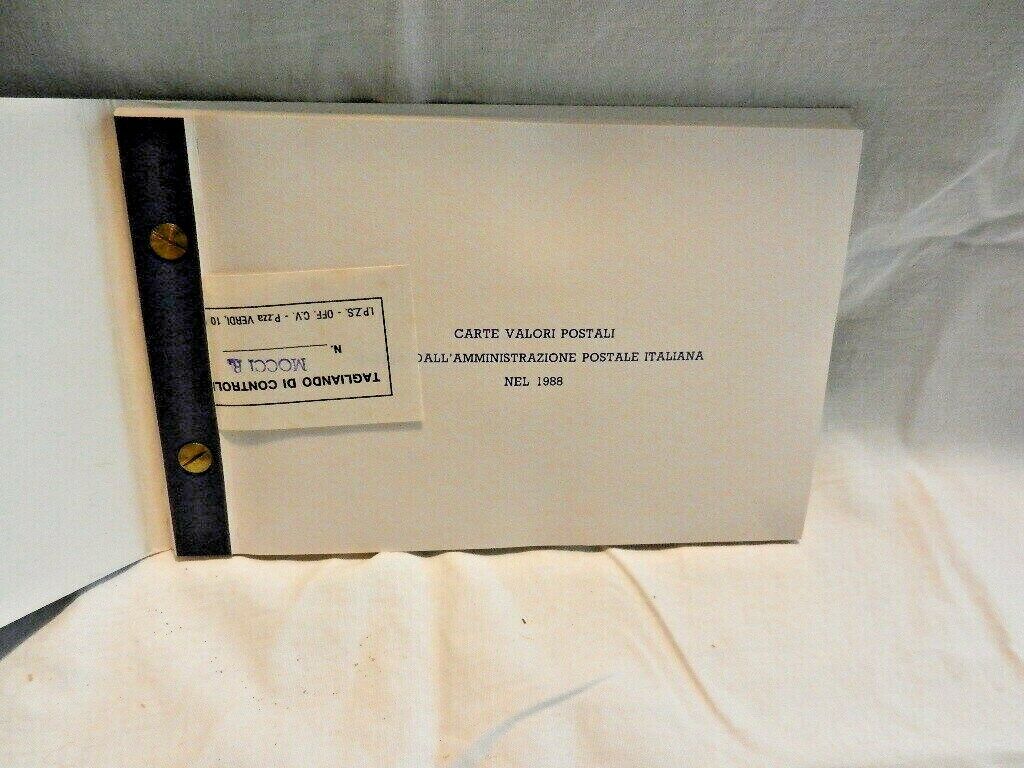 CARTE VALORI POSTALI
DALL'AMMINISTRAZIONE POSTALE ITALIANA
NEL 1988
TAGLIANDO DI CONTROL
MOCCI R.
N.
I.P.Z.S. - OFF. C.V. - P.zza VERDI, 10